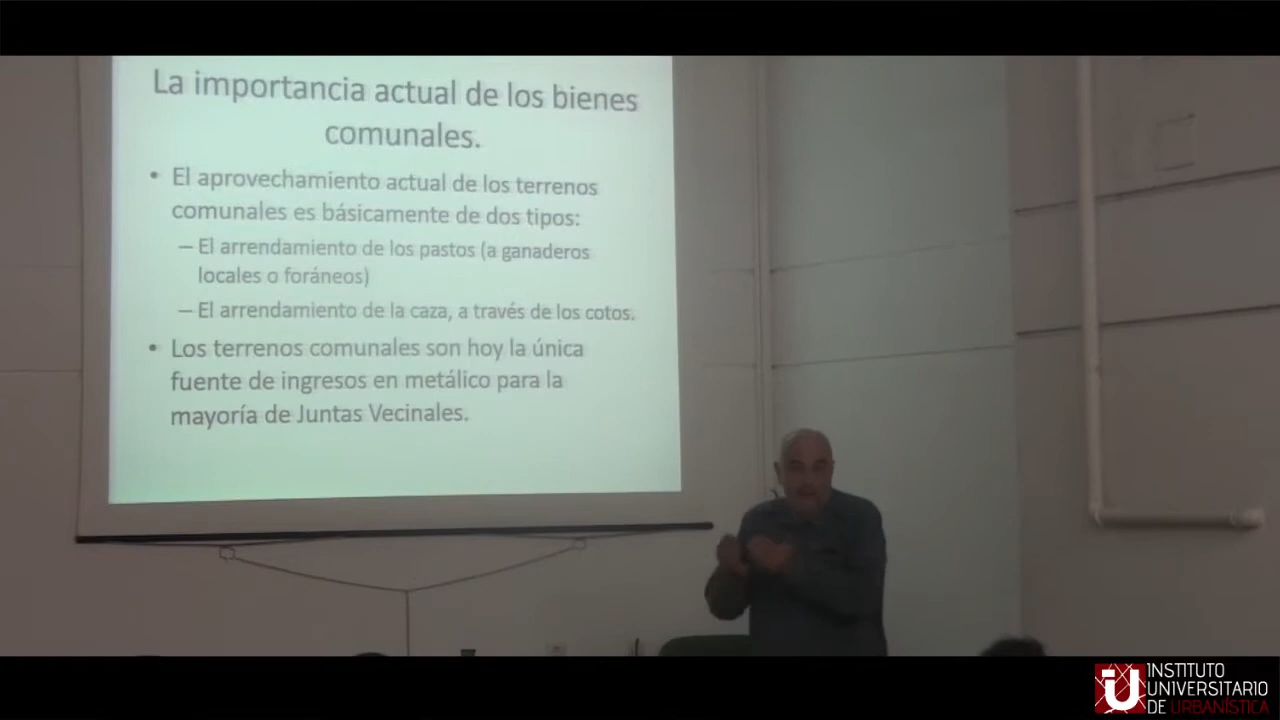 La importancia actual de los bienes
comunales.
• El aprovechamiento actual de los terrenos
comunales es básicamente de dos tipos:
– El arrendamiento de los pastos (a ganaderos
locales o foráneos)
– El arrendamiento de la caza, a través de los cotos.
• Los terrenos comunales son hoy la única
fuente de ingresos en metálico para la
mayoría de Juntas Vecinales.
IU INSTITUTO
UNIVERSITARIO
DE URBANÍSTICA